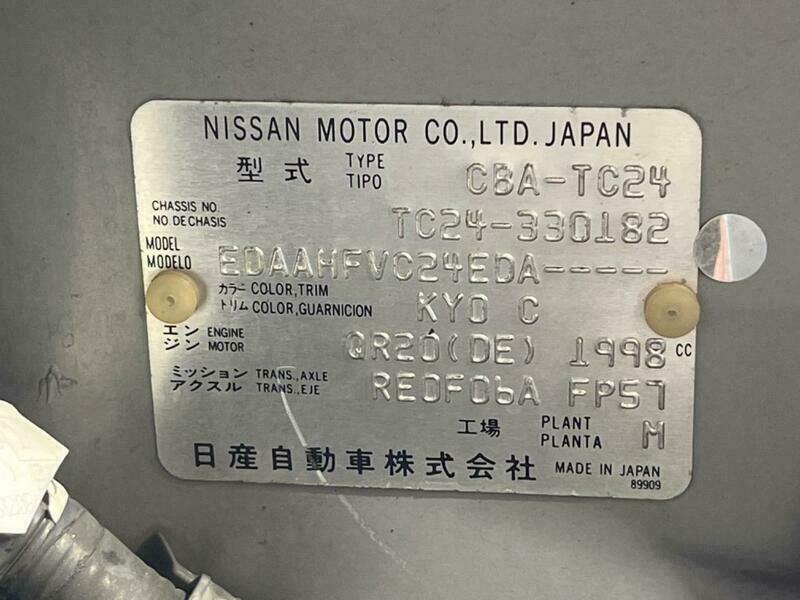 NISSAN MOTOR CO.,LTD. JAPAN
型式 TYPE TIPO CBA-TC24
CHASSIS NO. NO DE CHASIS TC24-330182
MODEL MODELO EDAAHFVC24EDA-----
カラー COLOR,TRIM トリム COLOR,GUARNICION KY0 C
エンジン ENGINE MOTOR QR20(DE) 1998 CC
ミッション TRANS.,AXLE アクスル TRANS.,EJE RE0F06A FP57
工場 PLANT PLANTA M
日産自動車株式会社 MADE IN JAPAN
89909